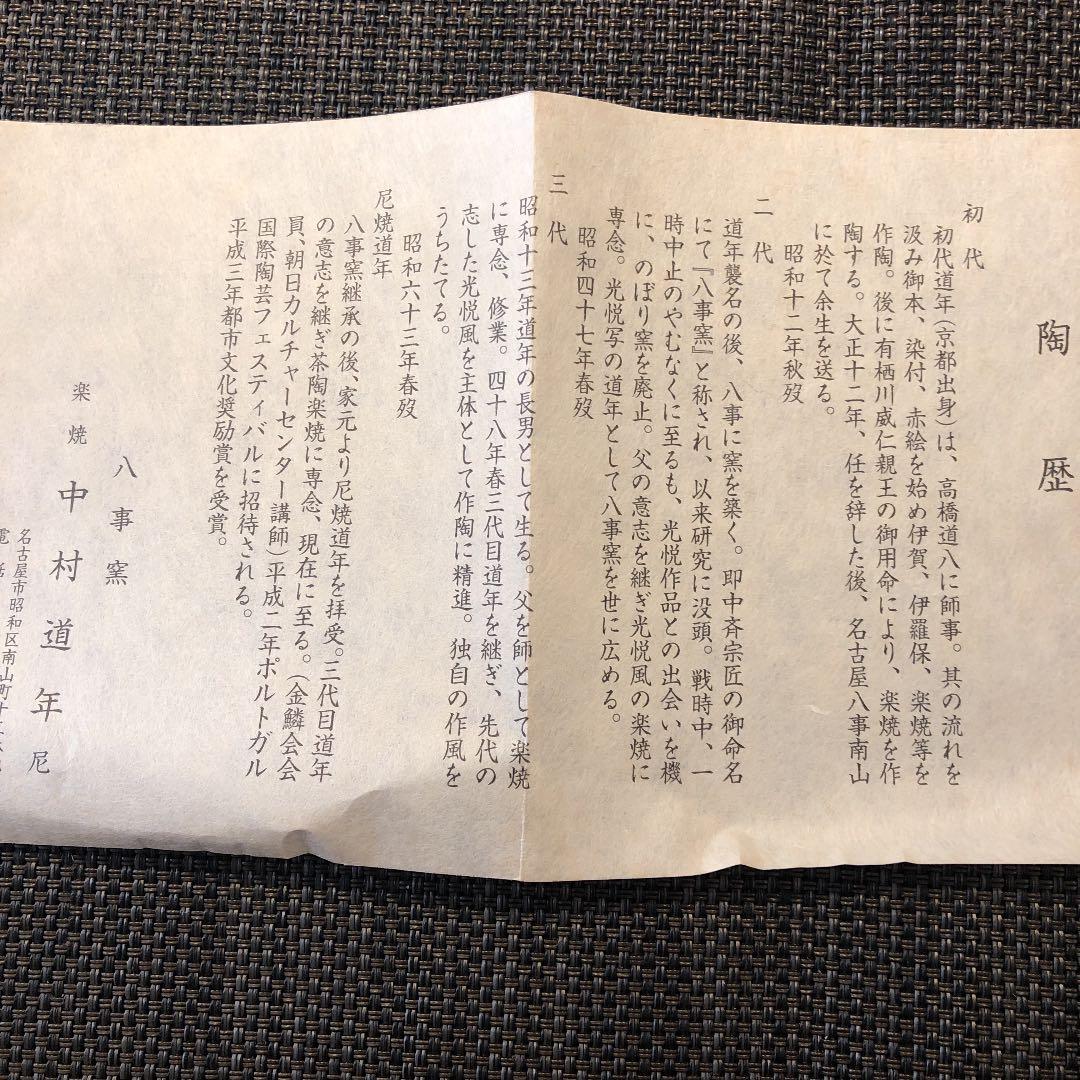 陶歴
初代
初代道年(京都出身)は、高橋道八に師事。其の流れを
汲み御本、染付、赤絵を始め伊賀、伊羅保、楽焼等を
作陶。後に有栖川威仁親王の御用命により、楽焼を作
陶する。大正十二年、任を辞した後、名古屋八事南山
に於て余生を送る。
昭和十二年秋歿
二代
道年襲名の後、八事に窯を築く。即中斉宗匠の御命名
にて『八事窯』と称され、以来研究に没頭。戦時中、一
時中止のやむなくに至るも、光悦作品との出会いを機
に、のぼり窯を廃止。父の意志を継ぎ光悦風の楽焼に
専念。光悦写の道年として八事窯を世に広める。
昭和四十七年春歿
三代
昭和十三年道年の長男として生る。父を師として楽焼
に専念、修業。四十八年春三代目道年を継ぎ、先代の
志した光悦風を主体として作陶に精進。独自の作風を
うちたてる。
昭和六十三年春歿
尼焼道年
八事窯継承の後、家元より尼焼道年を拝受。三代目道年
の意志を継ぎ茶陶楽焼に専念、現在に至る。(金鱗会会
員、朝日カルチャーセンター講師)平成二年ポルトガル
国際陶芸フェスティバルに招待される。
平成三年都市文化奨励賞を受賞。
八事窯
楽焼 中村道年尼
名古屋市昭和区南山町十
電話